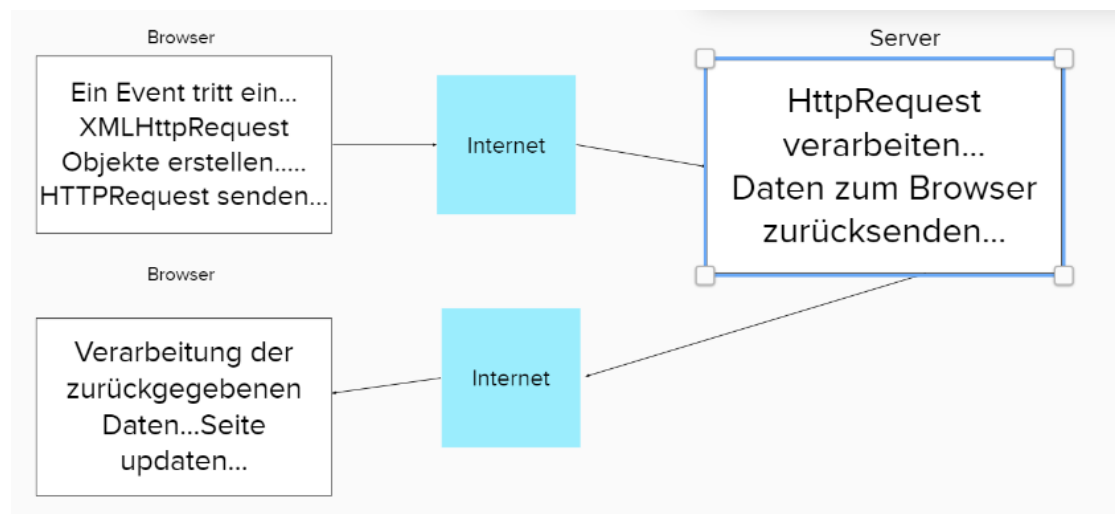 Browser
Ein Event tritt ein...
XMLHttpRequest
Objekte erstellen.....
HTTPRequest senden...
Internet
Server
HttpRequest
verarbeiten...
Daten zum Browser
zurücksenden...
Browser
Verarbeitung der
zurückgegebenen
Daten...Seite
updaten...
Internet